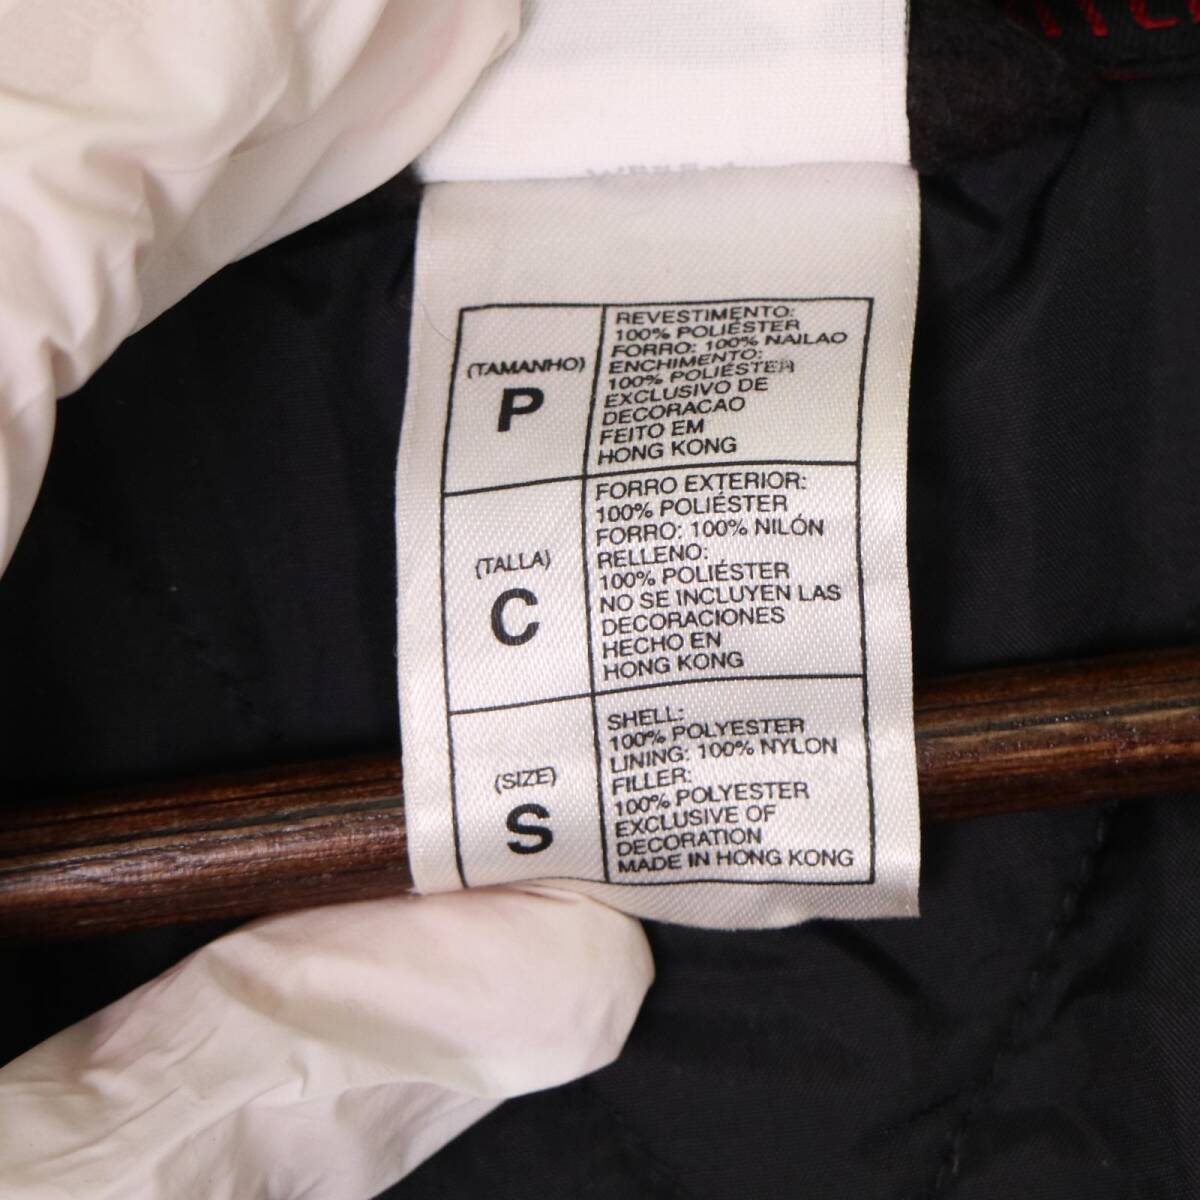 (TAMANHO)
P
REVESTIMENTO:
100% POLIÉSTER
FORRO: 100% NAILAO
ENCHIMENTO:
100% POLIÉSTER
EXCLUSIVO DE
DECORACAO
FEITO EM
HONG KONG
(TALLA)
C
FORRO EXTERIOR:
100% POLIÉSTER
FORRO: 100% NILÓN
RELLENO:
100% POLIÉSTER
NO SE INCLUYEN LAS
DECORACIONES
HECHO EN
HONG KONG
(SIZE)
S
SHELL:
100% POLYESTER
LINING: 100% NYLON
FILLER:
100% POLYESTER
EXCLUSIVE OF
DECORATION
MADE IN HONG KONG